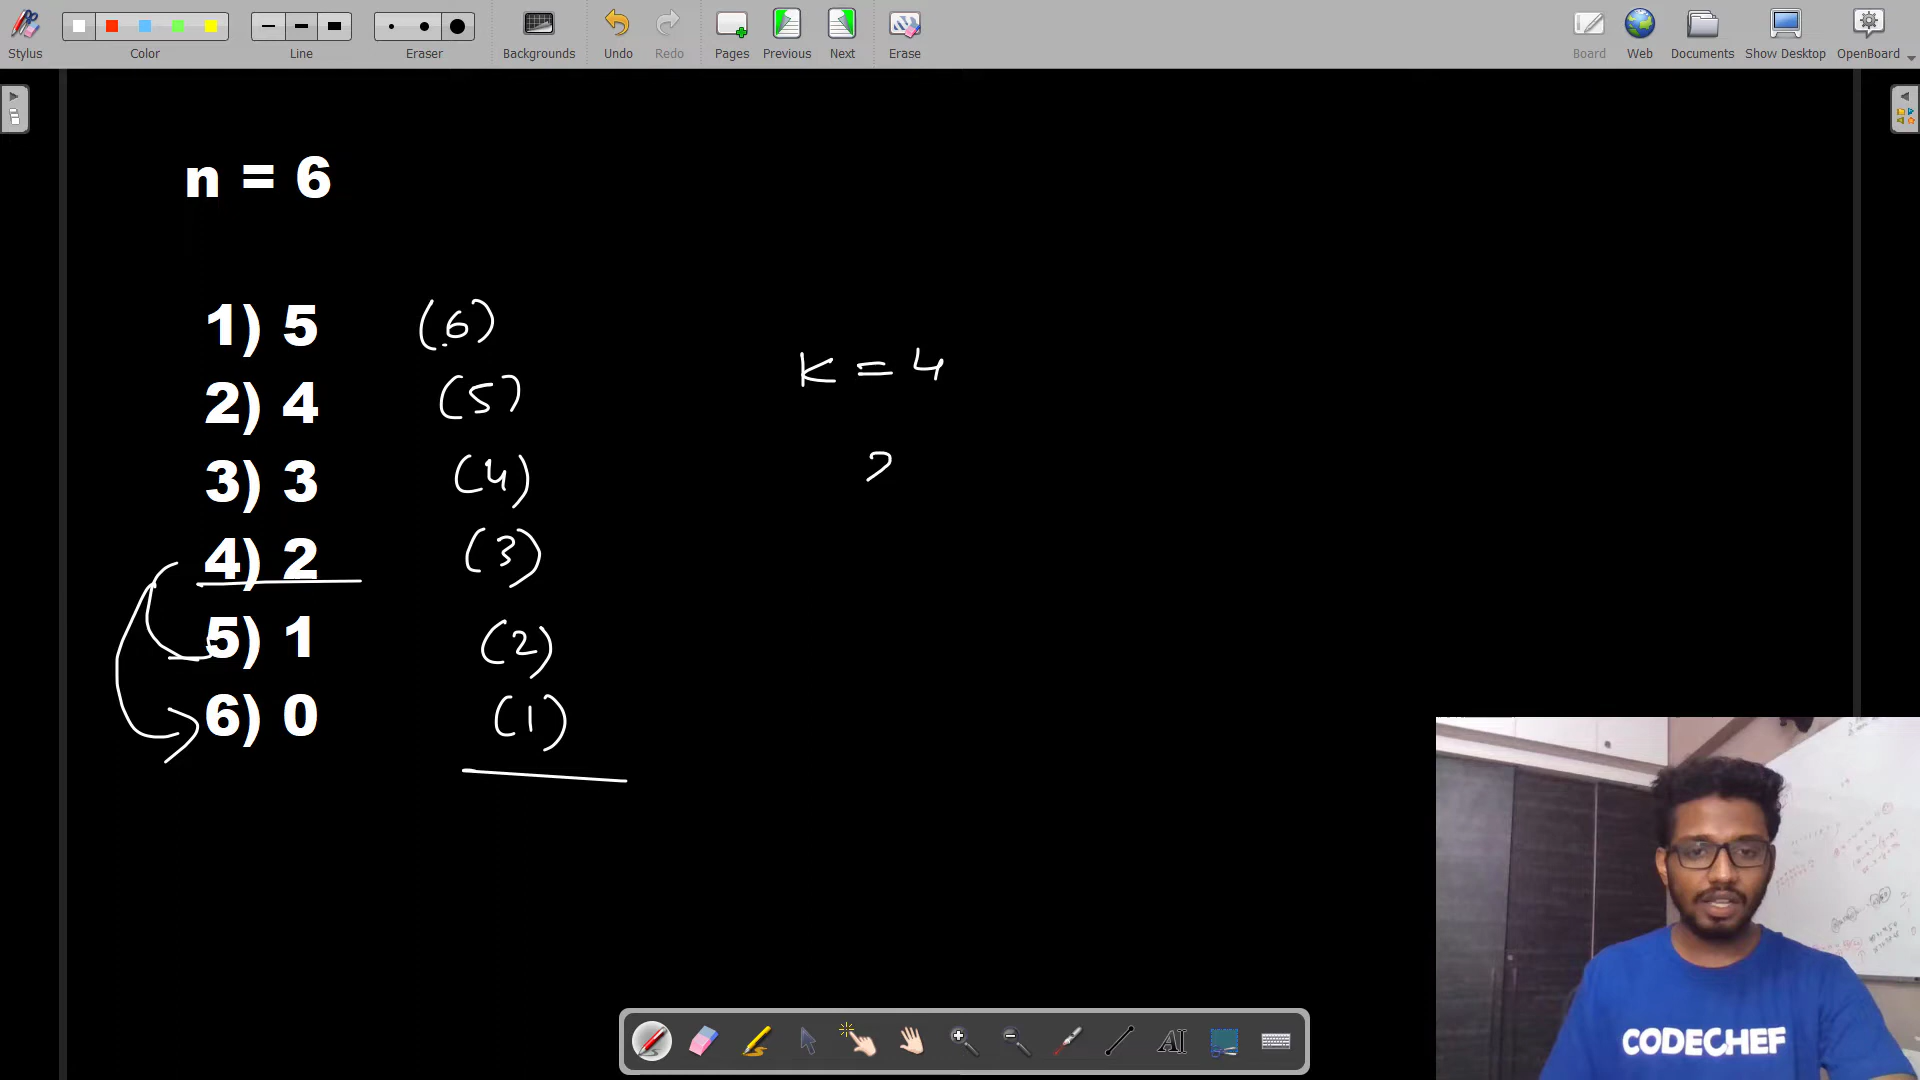 Stylus Color Line Eraser Backgrounds Undo Redo Pages Previous Next Erase Board Web Documents Show Desktop OpenBoard
n = 6
1) 5 (6)
2) 4 (5)
K = 4
3) 3 (4)
2
4) 2 (3)
5) 1 (2)
6) 0 (1)
CODECHEF